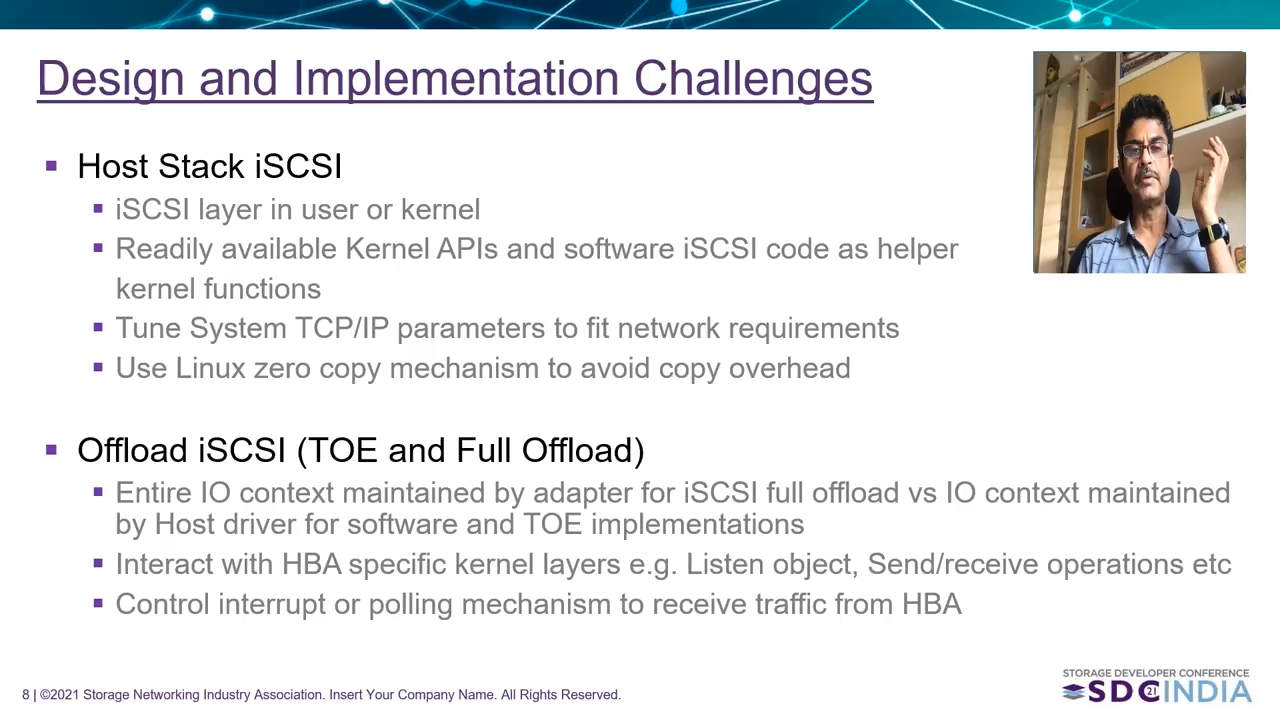 Design and Implementation Challenges
Host Stack iSCSI
iSCSI layer in user or kernel
Readily available Kernel APIs and software iSCSI code as helper
kernel functions
Tune System TCP/IP parameters to fit network requirements
Use Linux zero copy mechanism to avoid copy overhead
Offload iSCSI (TOE and Full Offload)
Entire IO context maintained by adapter for iSCSI full offload vs IO context maintained
by Host driver for software and TOE implementations
Interact with HBA specific kernel layers e.g. Listen object, Send/receive operations etc
Control interrupt or polling mechanism to receive traffic from HBA
8 | ©2021 Storage Networking Industry Association. Insert Your Company Name. All Rights Reserved.
STORAGE DEVELOPER CONFERENCE
SDC 21 INDIA